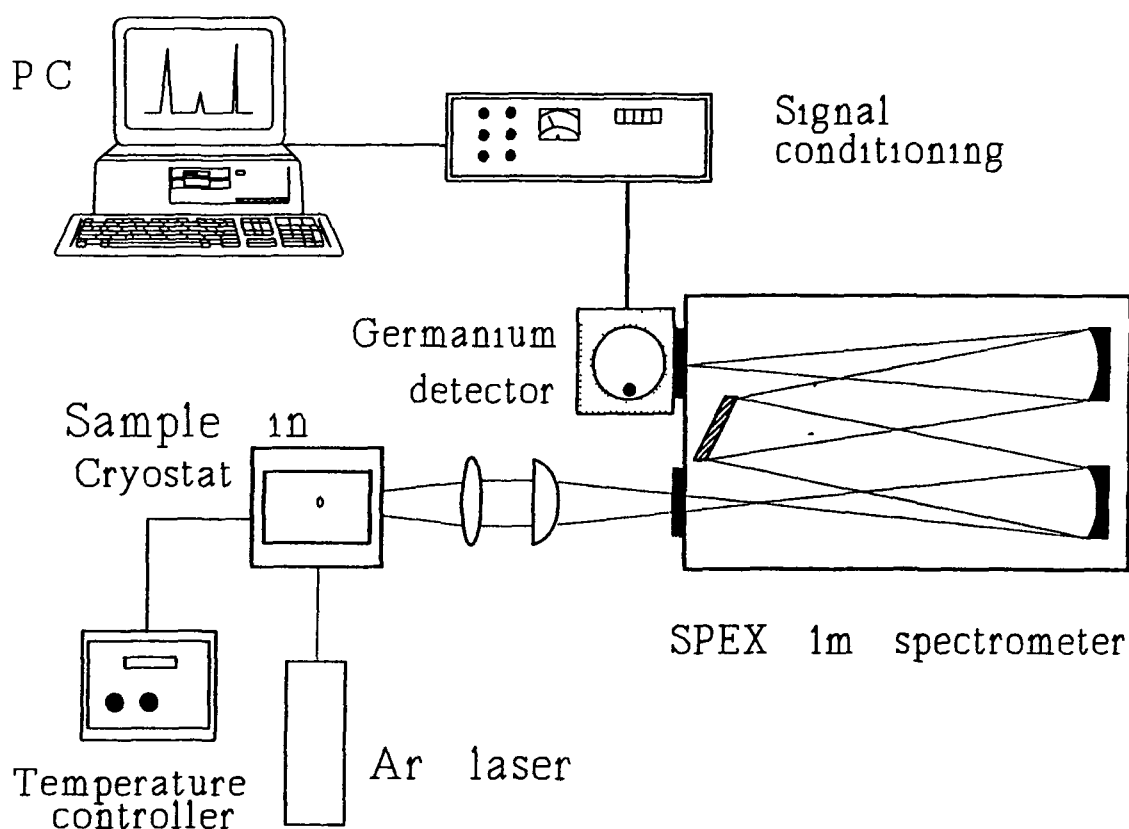 PC
Signal
conditioning
Germanium
detector
Sample in
Cryostat
SPEX 1m spectrometer
Ar laser
Temperature
controller